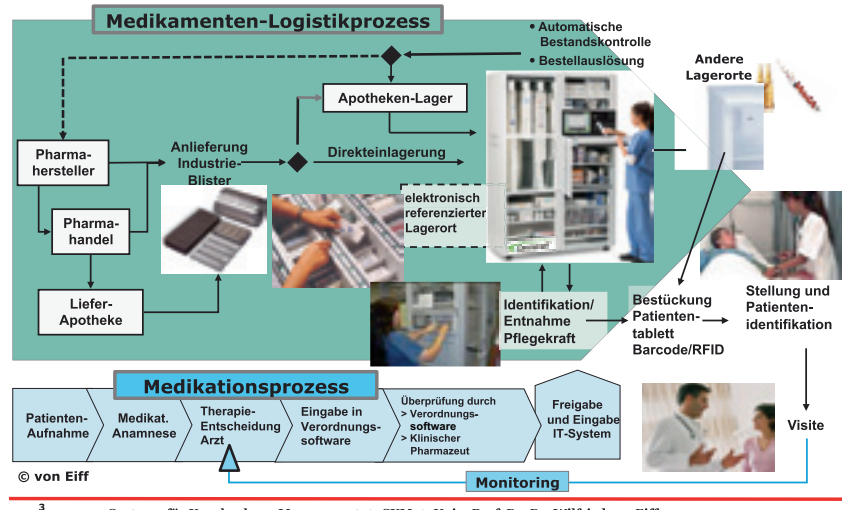 Medikamenten-Logistikprozess
• Automatische
Bestandskontrolle
• Bestellauslösung
Andere
Lagerorte
Apotheken-Lager
Pharma-
hersteller
Anlieferung
Industrie-
Blister
Direkteinlagerung
elektronisch
referenzierter
Lagerort
Pharma-
handel
Liefer-
Apotheke
Identifikation/
Entnahme
Pflegekraft
Bestückung
Patienten-
tablett
Barcode/RFID
Stellung und
Patienten-
identifikation
Medikationsprozess
Patienten-
Aufnahme
Medikat.
Anamnese
Therapie-
Entscheidung
Arzt
Eingabe in
Verordnungs-
software
Überprüfung durch
> Verordnungs-
software
> Klinischer
Pharmazeut
Freigabe
und Eingabe
IT-System
Visite
© von Eiff
Monitoring
3